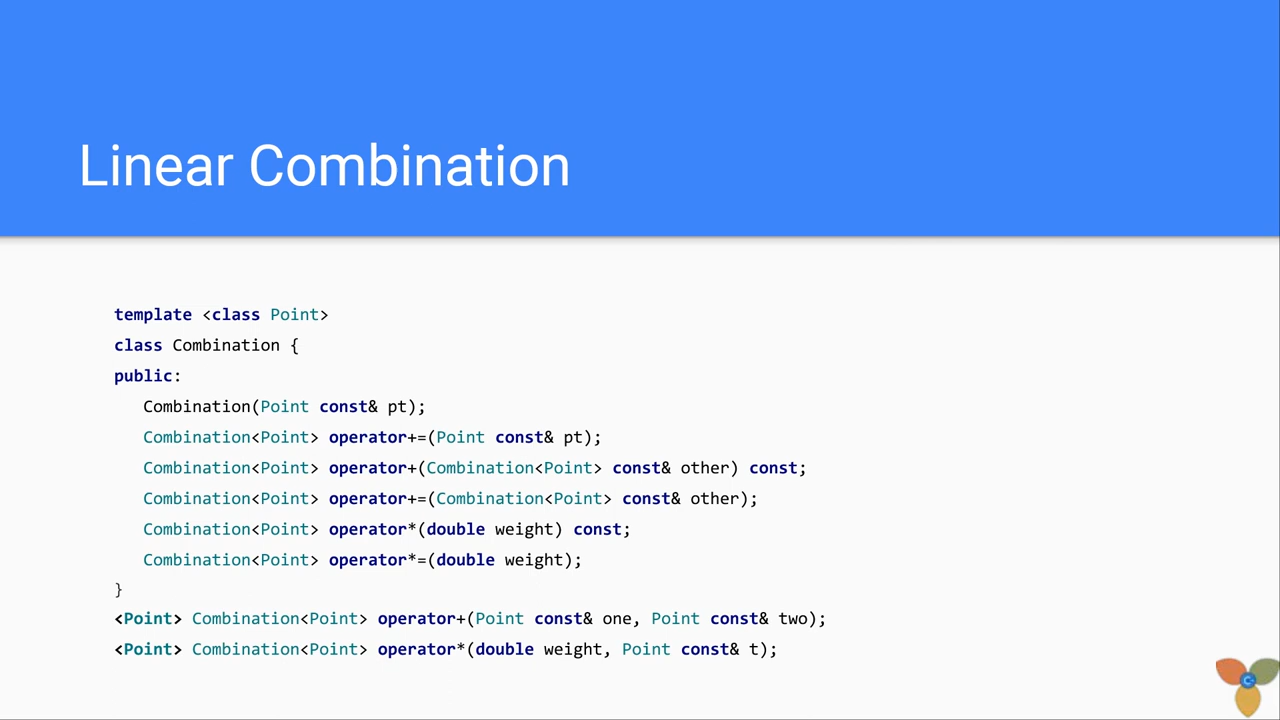 Linear Combination
template <class Point>
class Combination {
public:
Combination(Point const& pt);
Combination<Point> operator+=(Point const& pt);
Combination<Point> operator+(Combination<Point> const& other) const;
Combination<Point> operator+=(Combination<Point> const& other);
Combination<Point> operator*(double weight) const;
Combination<Point> operator*=(double weight);
}
<Point> Combination<Point> operator+(Point const& one, Point const& two);
<Point> Combination<Point> operator*(double weight, Point const& t);